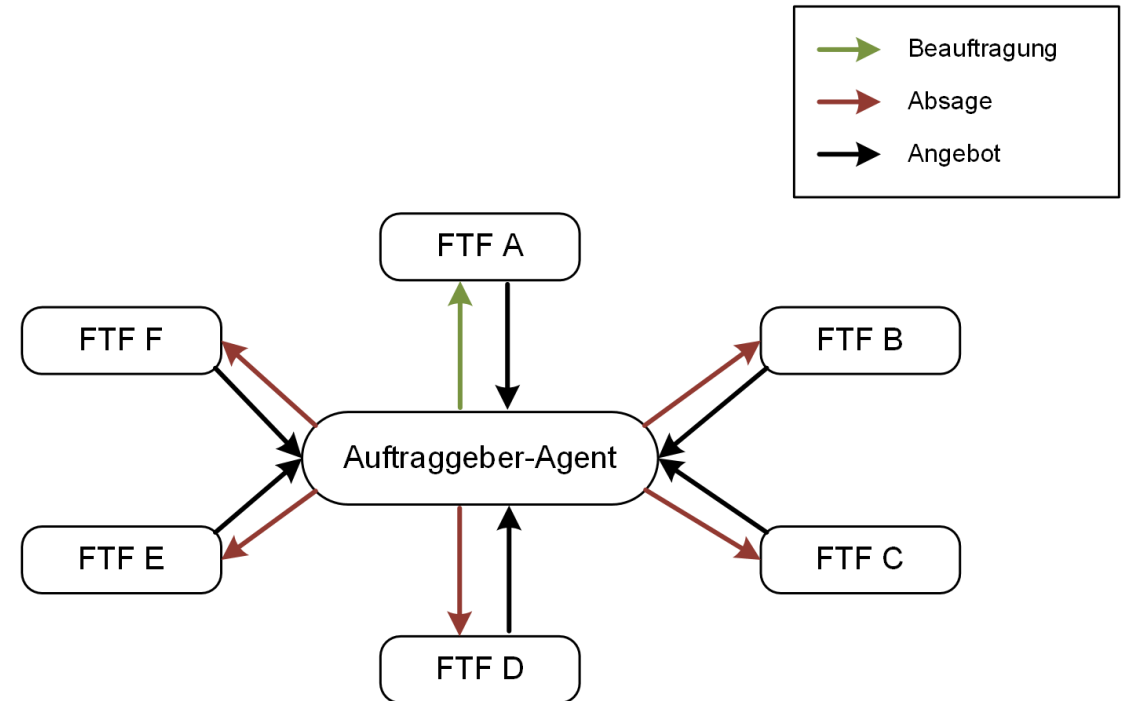 Beauftragung
Absage
Angebot
FTF A
FTF F
FTF B
Auftraggeber-Agent
FTF E
FTF C
FTF D